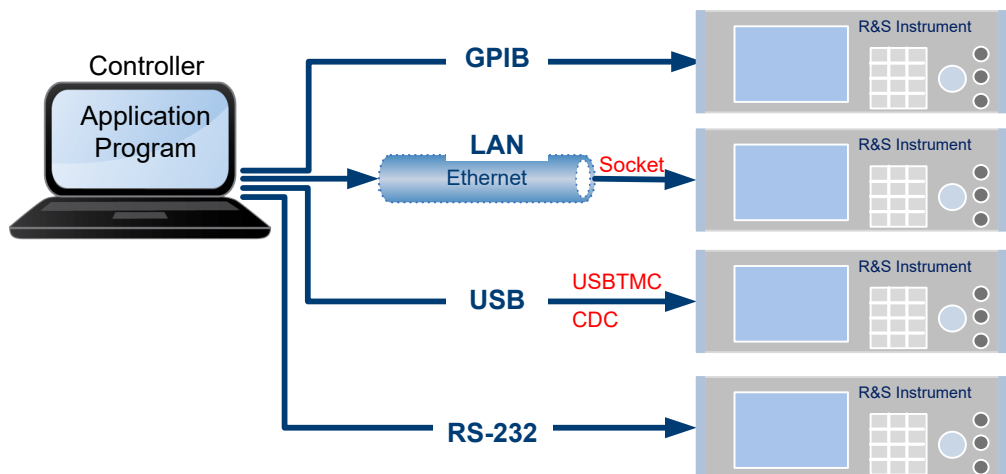 Controller
Application
Program
GPIB
R&S Instrument
LAN
Ethernet
Socket
R&S Instrument
USB
USBTMC
CDC
R&S Instrument
RS-232
R&S Instrument